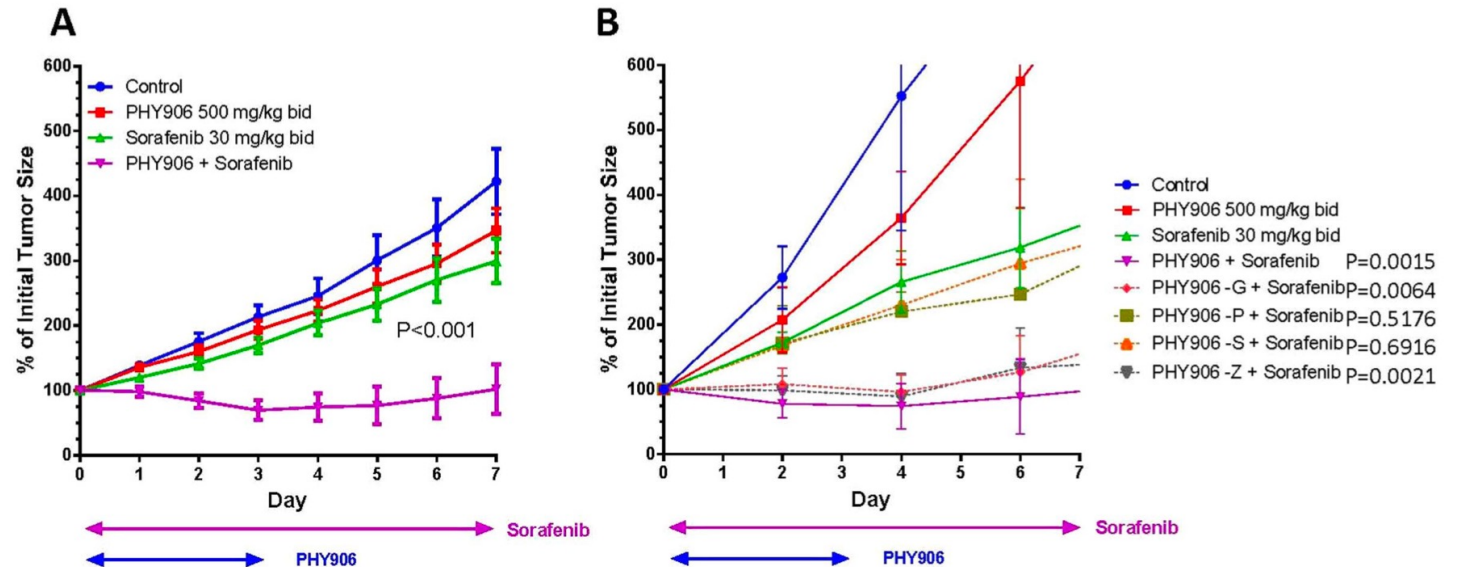 A
% of Initial Tumor Size
600
500
400
300
200
100
0
Control
PHY906 500 mg/kg bid
Sorafenib 30 mg/kg bid
PHY906 + Sorafenib
P<0.001
0 1 2 3 4 5 6 7
Day
Sorafenib
PHY906
B
% of Initial Tumor Size
600
500
400
300
200
100
0
0 1 2 3 4 5 6 7
Day
Sorafenib
PHY906
Control
PHY906 500 mg/kg bid
Sorafenib 30 mg/kg bid
PHY906 + Sorafenib P=0.0015
PHY906 -G + Sorafenib P=0.0064
PHY906 -P + Sorafenib P=0.5176
PHY906 -S + Sorafenib P=0.6916
PHY906 -Z + Sorafenib P=0.0021